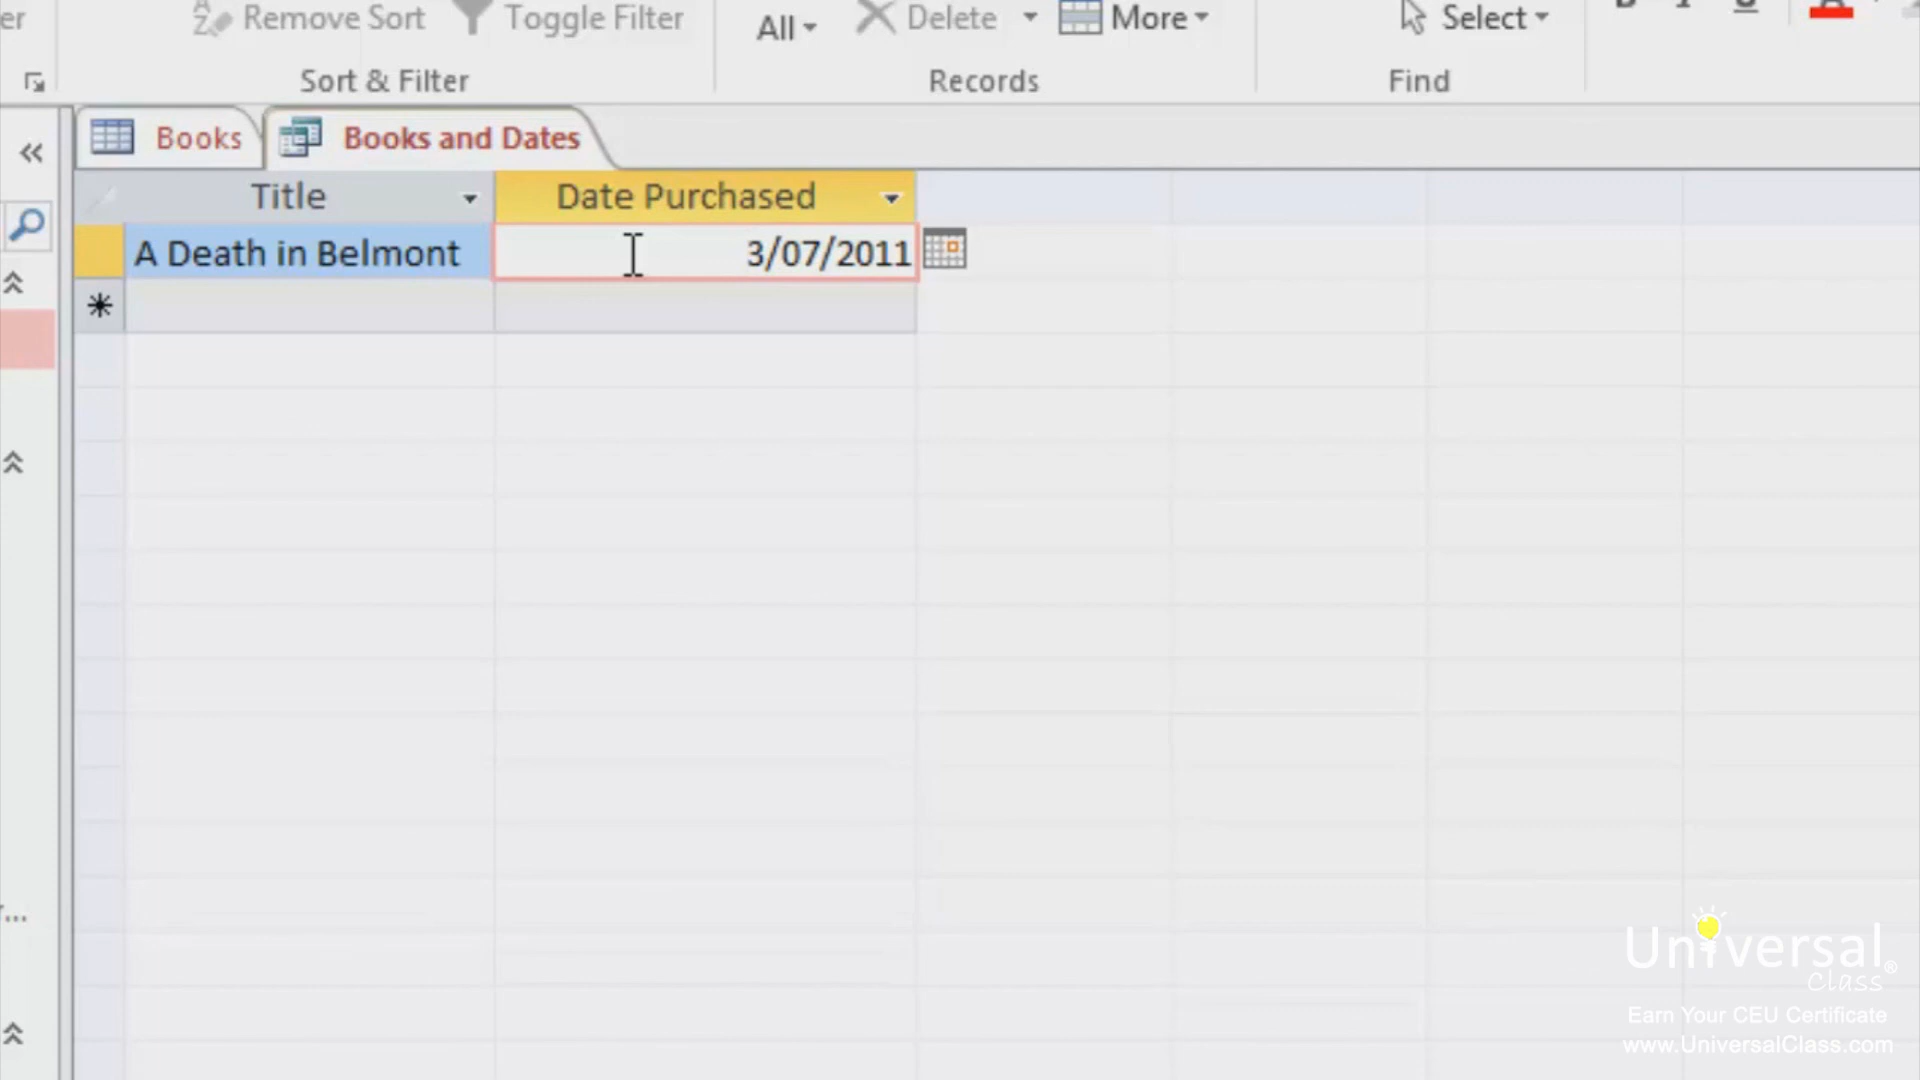 er
Remove Sort
Toggle Filter
All
Delete
More
Select
B I U A
Sort & Filter
Records
Find
Books
Books and Dates
Title
Date Purchased
A Death in Belmont
3/07/2011
r...
Universal
Class®
Earn Your CEU Certificate
www.UniversalClass.com